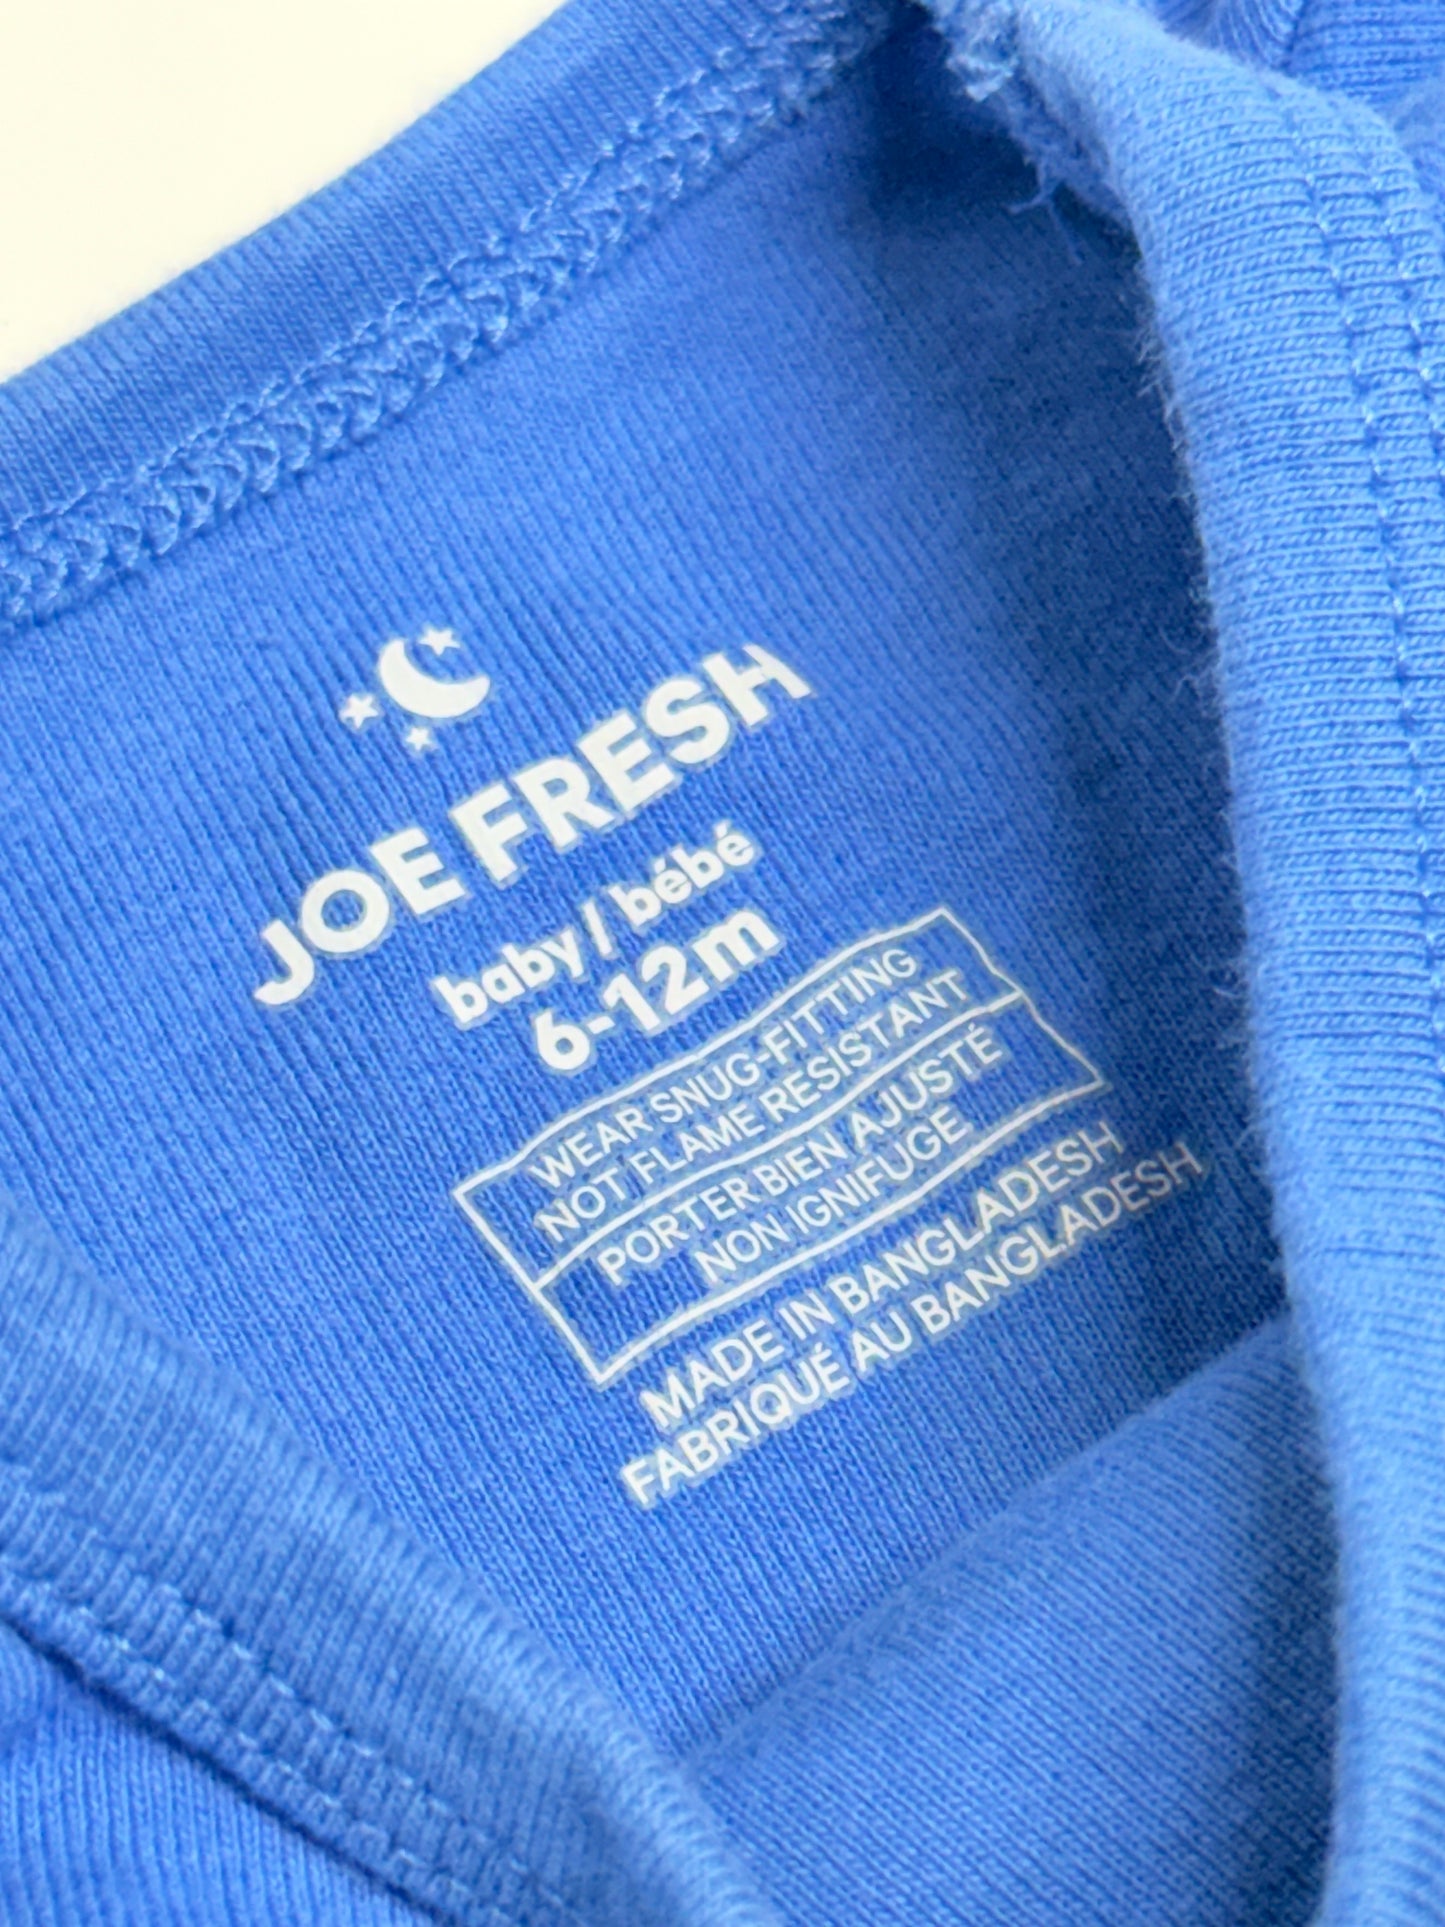 JOE FRESH
baby / bébé
6-12m
WEAR SNUG-FITTING
NOT FLAME RESISTANT
PORTER BIEN AJUSTÉ
NON IGNIFUGE
MADE IN BANGLADESH
FABRIQUÉ AU BANGLADESH